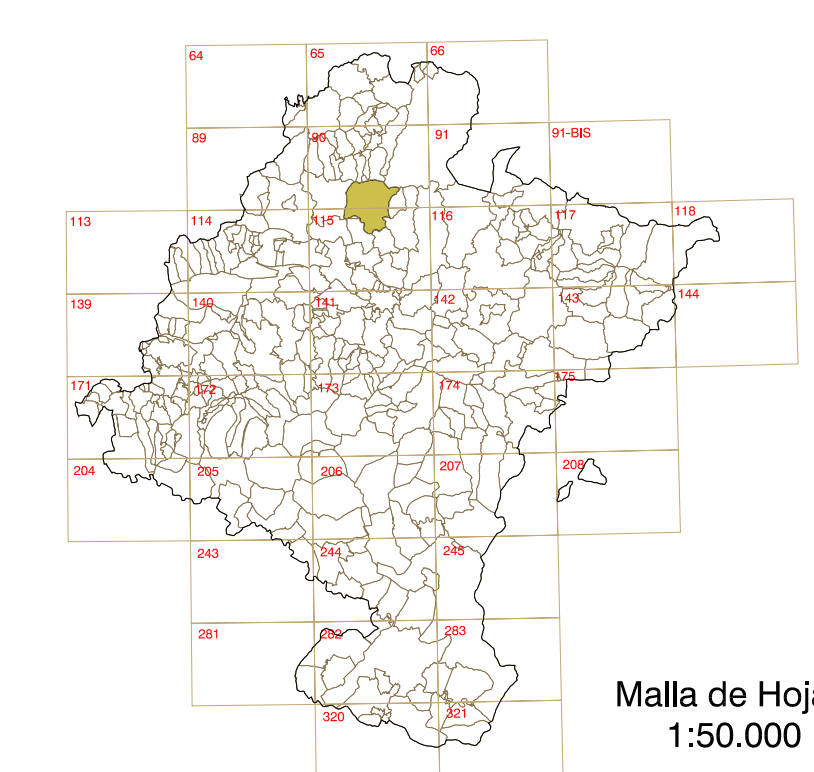 64 65 66
89 90 91 91-BIS
113 114 115 116 117 118
139 140 141 142 143 144
171 172 173 174 175
204 205 206 207 208
243 244 245
281 282 283
320 321
Malla de Hoja
1:50.000